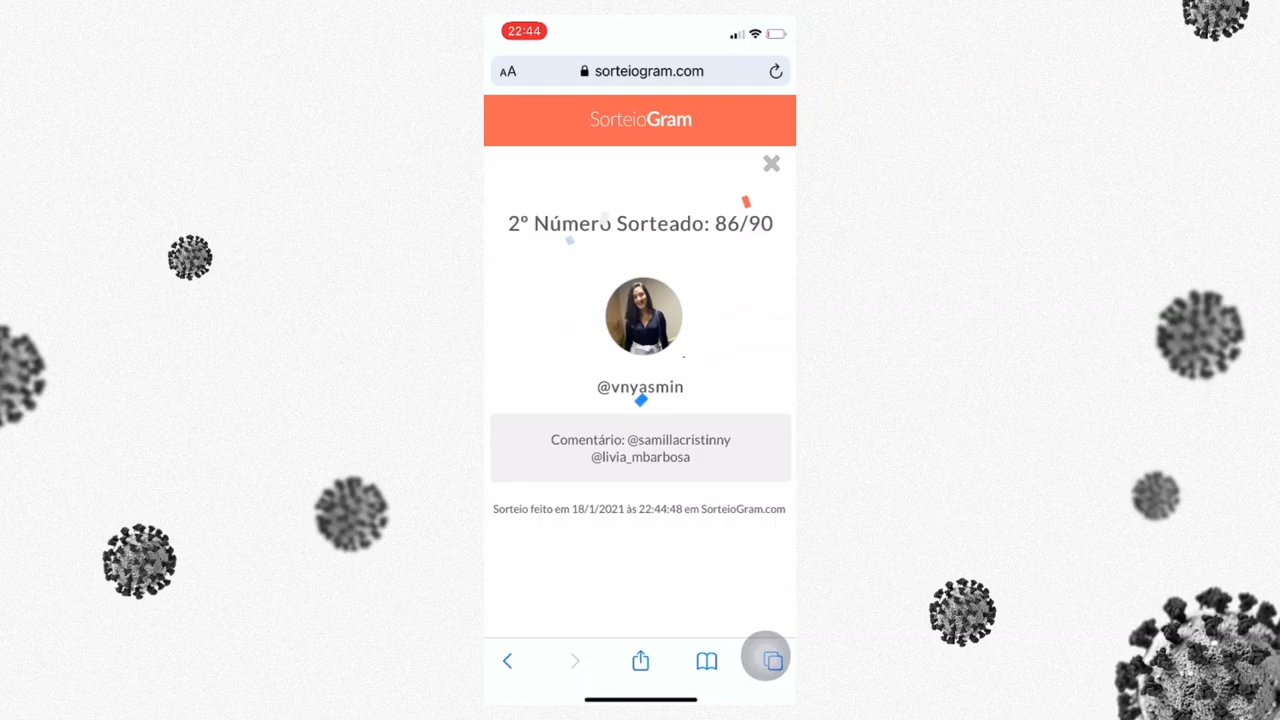 22:44
AA sorteiogram.com
SorteioGram
2º Número Sorteado: 86/90
@vnyasmin
Comentário: @samillacristinny
@livia_mbarbosa
Sorteio feito em 18/1/2021 às 22:44:48 em SorteioGram.com